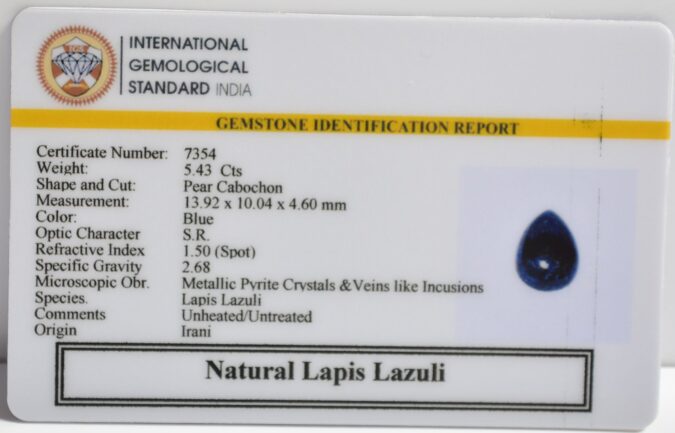 IGS
INTERNATIONAL
GEMOLOGICAL
STANDARD INDIA
GEMSTONE IDENTIFICATION REPORT
Certificate Number: 7354
Weight: 5.43 Cts
Shape and Cut: Pear Cabochon
Measurement: 13.92 x 10.04 x 4.60 mm
Color: Blue
Optic Character S.R.
Refractive Index 1.50 (Spot)
Specific Gravity 2.68
Microscopic Obr. Metallic Pyrite Crystals &Veins like Incusions
Species. Lapis Lazuli
Comments Unheated/Untreated
Origin Irani
Natural Lapis Lazuli